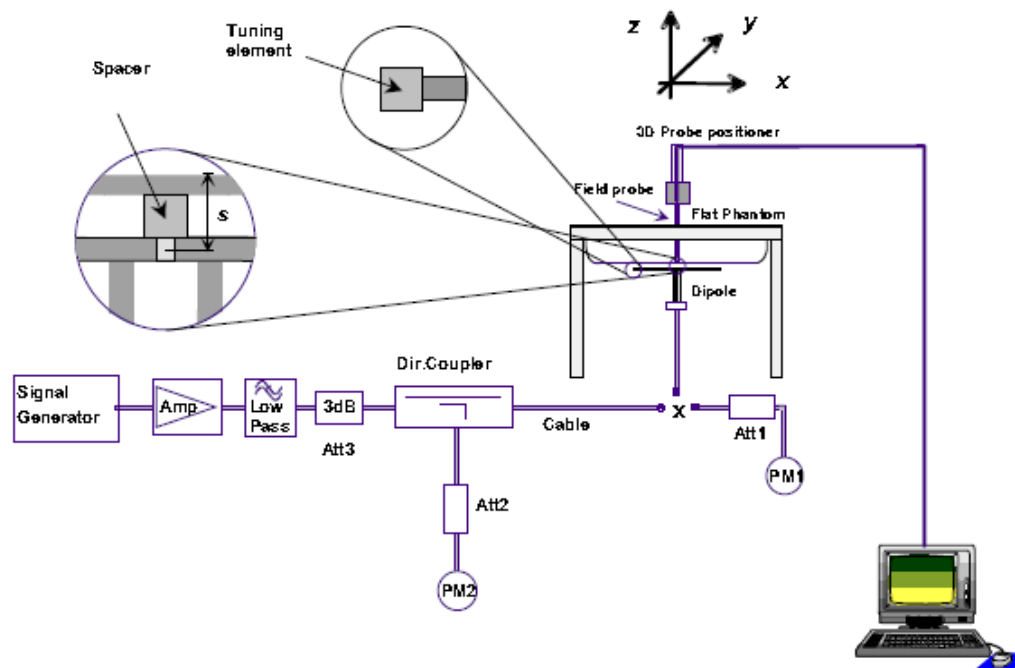 Tuning
element
Spacer
s
z
y
x
3D Probe positioner
Field probe
Flat Phantom
Dipole
Dir.Coupler
Signal
Generator
Amp
Low
Pass
3dB
Att3
Cable
x
Att1
PM1
Att2
PM2